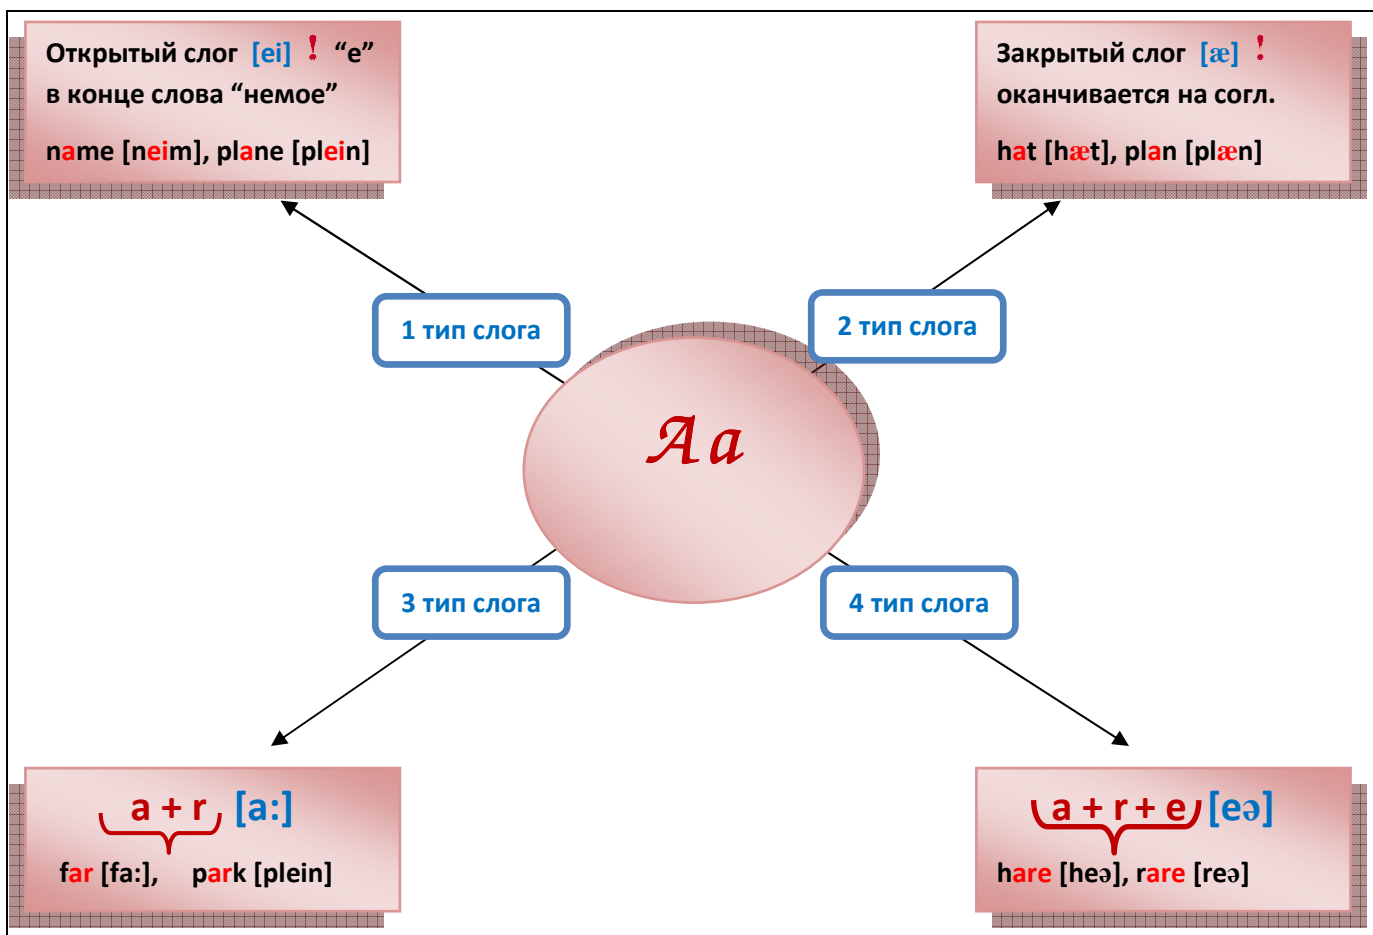 Открытый слог [ei] ! “e”
в конце слова “немое”
name [neim], plane [plein]
Закрытый слог [æ] !
оканчивается на согл.
hat [hæt], plan [plæn]
1 тип слога
2 тип слога
Aa
3 тип слога
4 тип слога
a + r [a:]
far [fa:], park [plein]
a + r + e [eə]
hare [heə], rare [reə]